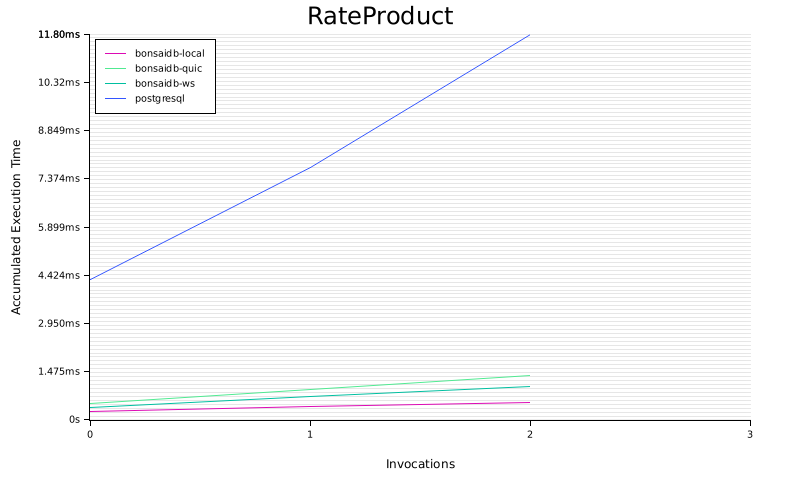 RateProduct
Accumulated Execution Time
11.80ms
10.32ms
8.849ms
7.374ms
5.899ms
4.424ms
2.950ms
1.475ms
0s
bonsaidb-local
bonsaidb-quic
bonsaidb-ws
postgresql
0 1 2 3
Invocations